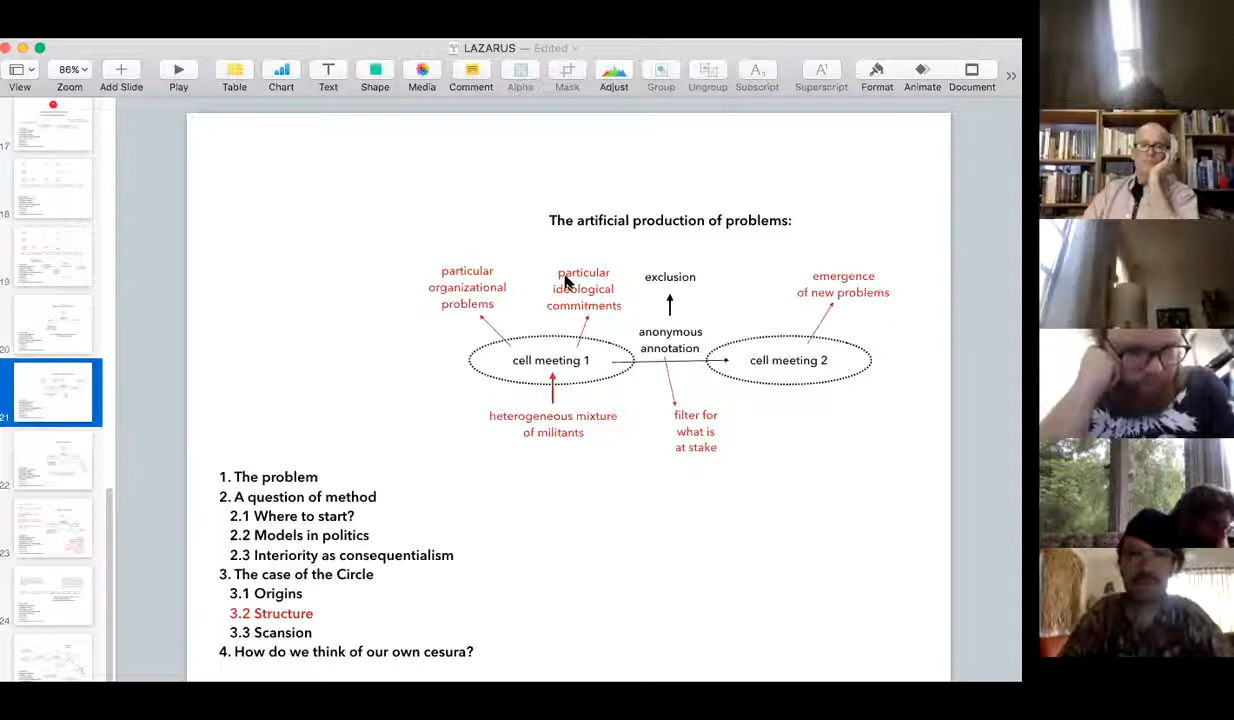 LAZARUS — Edited
86%
View
Zoom
Add Slide
Play
Table
Chart
Text
Shape
Media
Comment
Alpha
Mask
Adjust
Group
Ungroup
Subscript
Superscript
Format
Animate
Document
17
18
19
20
21
22
23
24
The artificial production of problems:
particular
organizational
problems
particular
ideological
commitments
exclusion
emergence
of new problems
anonymous
annotation
cell meeting 1
cell meeting 2
heterogeneous mixture
of militants
filter for
what is
at stake
1. The problem
2. A question of method
2.1 Where to start?
2.2 Models in politics
2.3 Interiority as consequentialism
3. The case of the Circle
3.1 Origins
3.2 Structure
3.3 Scansion
4. How do we think of our own cesura?